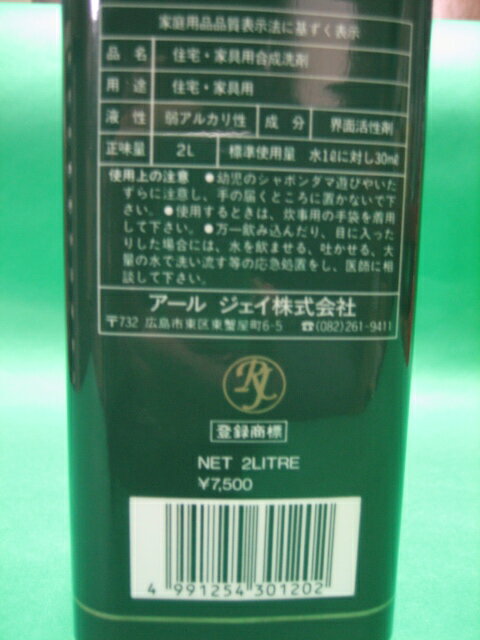 家庭用品品質表示法に基ずく表示
品名 住宅・家具用合成洗剤
用途 住宅・家具用
液性 弱アルカリ性 成分 界面活性剤
正味量 2L 標準使用量 水1ℓに対し30㎖
使用上の注意 ●幼児のシャボンダマ遊びやいた
ずらに注意し、手の届くところに置かないで下
さい。●使用するときは、炊事用の手袋を着用
して下さい。●万一飲み込んだり、目に入った
りした場合には、水を飲ませる、吐かせる、大
量の水で洗い流す等の応急処置をし、医師に相
談して下さい。
アール ジェイ株式会社
〒732 広島市東区東蟹屋町6-5 ☎(082)261-9411
RJ
登録商標
NET 2LITRE
¥7,500
4 991254 301202